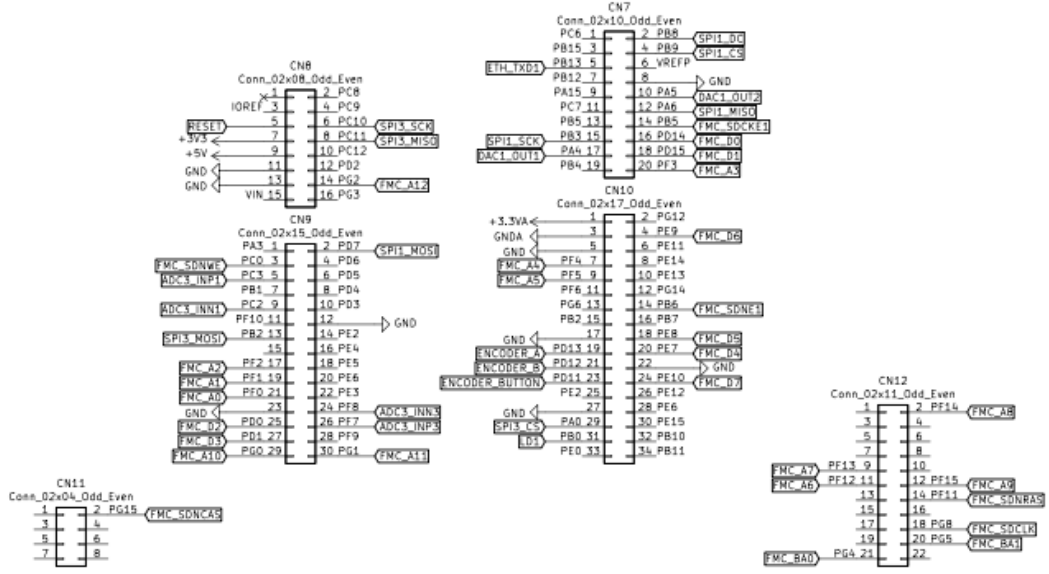 CN7
Conn_02x10_Odd_Even
PC6 1 2 PB8 SPI1_DC
PB15 3 4 PB9 SPI1_CS
ETH_TXD1 PB13 5 6 VREFP
PB12 7 8 GND
PA15 9 10 PA5 DAC1_OUT2
PC7 11 12 PA6 SPI1_MISO
PB5 13 14 PB5 FMC_SDCKE1
SPI1_SCK PB3 15 16 PD14 FMC_D0
DAC1_OUT1 PA4 17 18 PD15 FMC_D1
PB4 19 20 PF3 FMC_A3
CN8
Conn_02x08_Odd_Even
1 2 PC8
IOREF 3 4 PC9
RESET 5 6 PC10 SPI3_SCK
+3V3 7 8 PC11 SPI3_MISO
+5V 9 10 PC12
GND 11 12 PD2
GND 13 14 PG2 FMC_A12
VIN 15 16 PG3
CN9
Conn_02x15_Odd_Even
PA3 1 2 PD7 SPI1_MOSI
FMC_SDNWE PC0 3 4 PD6
ADC3_INP1 PC3 5 6 PD5
PB1 7 8 PD4
ADC3_INN1 PC2 9 10 PD3
PF10 11 12 GND
SPI3_MOSI PB2 13 14 PE2
15 16 PE4
FMC_A2 PF2 17 18 PE5
FMC_A1 PF1 19 20 PE6
FMC_A0 PF0 21 22 PE3
GND 23 24 PF8 ADC3_INN3
FMC_D2 PD0 25 26 PF7 ADC3_INP3
FMC_D3 PD1 27 28 PF9
FMC_A10 PG0 29 30 PG1 FMC_A11
CN10
Conn_02x17_Odd_Even
+3.3VA 1 2 PG12
GNDA 3 4 PE9 FMC_D6
GND 5 6 PE11
FMC_A4 PF4 7 8 PE14
FMC_A5 PF5 9 10 PE13
PF6 11 12 PG14
PG6 13 14 PB6 FMC_SDNE1
PB2 15 16 PB7
GND 17 18 PE8 FMC_D5
ENCODER_A PD13 19 20 PE7 FMC_D4
ENCODER_B PD12 21 22 GND
ENCODER_BUTTON PD11 23 24 PE10 FMC_D7
PE2 25 26 PE12
GND 27 28 PE6
SPI3_CS PA0 29 30 PE15
LD1 PB0 31 32 PB10
PE0 33 34 PB11
CN12
Conn_02x11_Odd_Even
1 2 PF14 FMC_A8
3 4
5 6
7 8
FMC_A7 PF13 9 10
FMC_A6 PF12 11 12 PF15 FMC_A9
13 14 PF11 FMC_SDNRAS
15 16
17 18 PG8 FMC_SDCLK
19 20 PG5 FMC_BA1
FMC_BA0 PG4 21 22
CN11
Conn_02x04_Odd_Even
1 2 PG15 FMC_SDNCAS
3 4
5 6
7 8